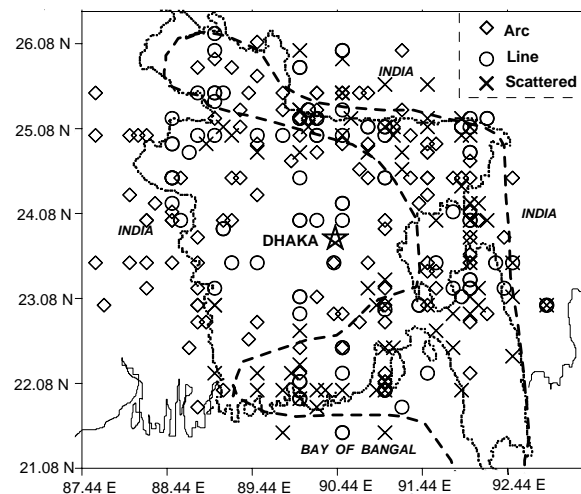 26.08 N
25.08 N
24.08 N
23.08 N
22.08 N
21.08 N
87.44 E 88.44 E 89.44 E 90.44 E 91.44 E 92.44 E
Arc
Line
Scattered
INDIA
INDIA
INDIA
DHAKA
BAY OF BANGAL